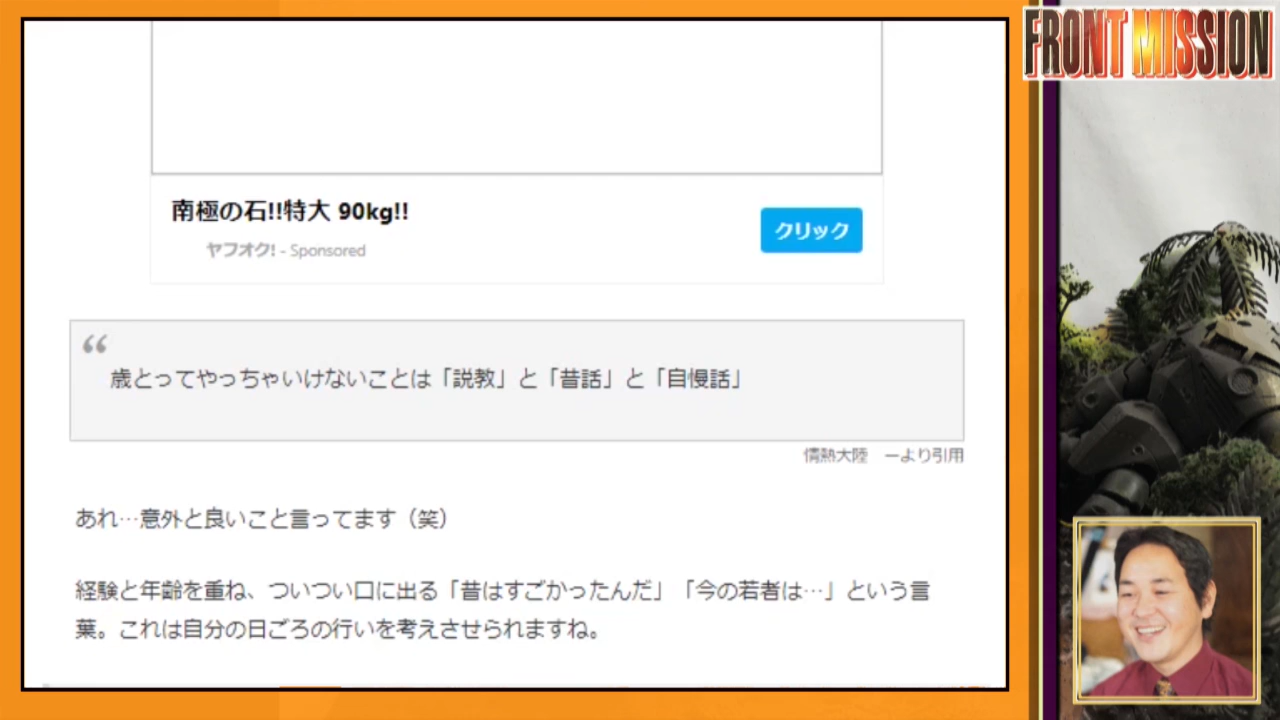 FRONT MISSION
南極の石!!特大 90kg!!
クリック
ヤフオク! - Sponsored
“
歳とってやっちゃいけないことは「説教」と「昔話」と「自慢話」
情熱大陸　ーより引用
あれ…意外と良いこと言ってます（笑）
経験と年齢を重ね、ついつい口に出る「昔はすごかったんだ」「今の若者は…」という言
葉。これは自分の日ごろの行いを考えさせられますね。